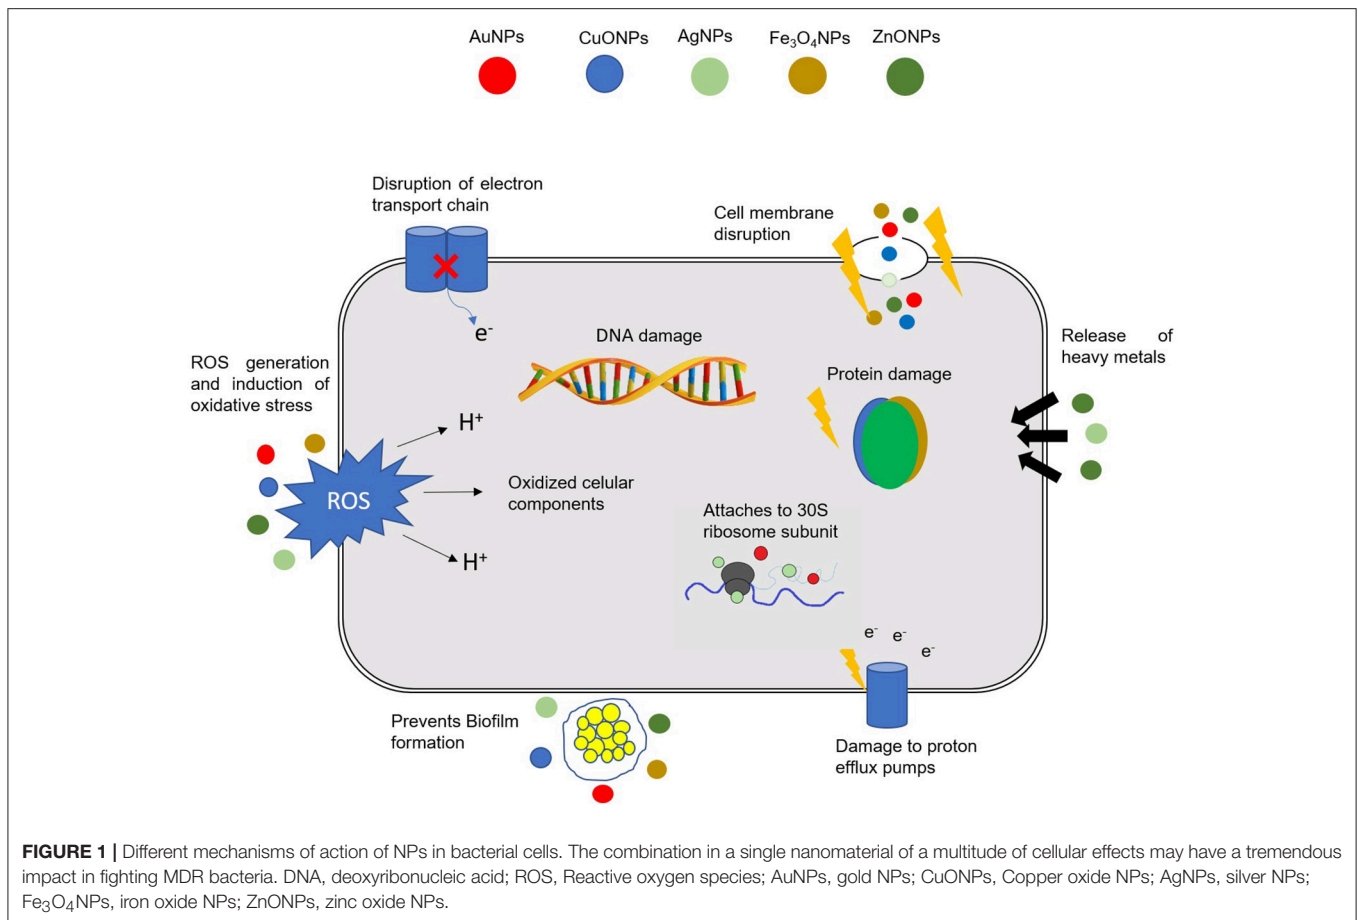 AuNPs CuONPs AgNPs Fe₃O₄NPs ZnONPs
Disruption of electron
transport chain
Cell membrane
disruption
e⁻
DNA damage
Release of
heavy metals
ROS generation
and induction of
oxidative stress
Protein damage
H⁺
ROS
Oxidized cellular
components
Attaches to 30S
ribosome subunit
H⁺
e⁻ e⁻ e⁻
Prevents Biofilm
formation
Damage to proton
efflux pumps
FIGURE 1 | Different mechanisms of action of NPs in bacterial cells. The combination in a single nanomaterial of a multitude of cellular effects may have a tremendous
impact in fighting MDR bacteria. DNA, deoxyribonucleic acid; ROS, Reactive oxygen species; AuNPs, gold NPs; CuONPs, Copper oxide NPs; AgNPs, silver NPs;
Fe₃O₄NPs, iron oxide NPs; ZnONPs, zinc oxide NPs.